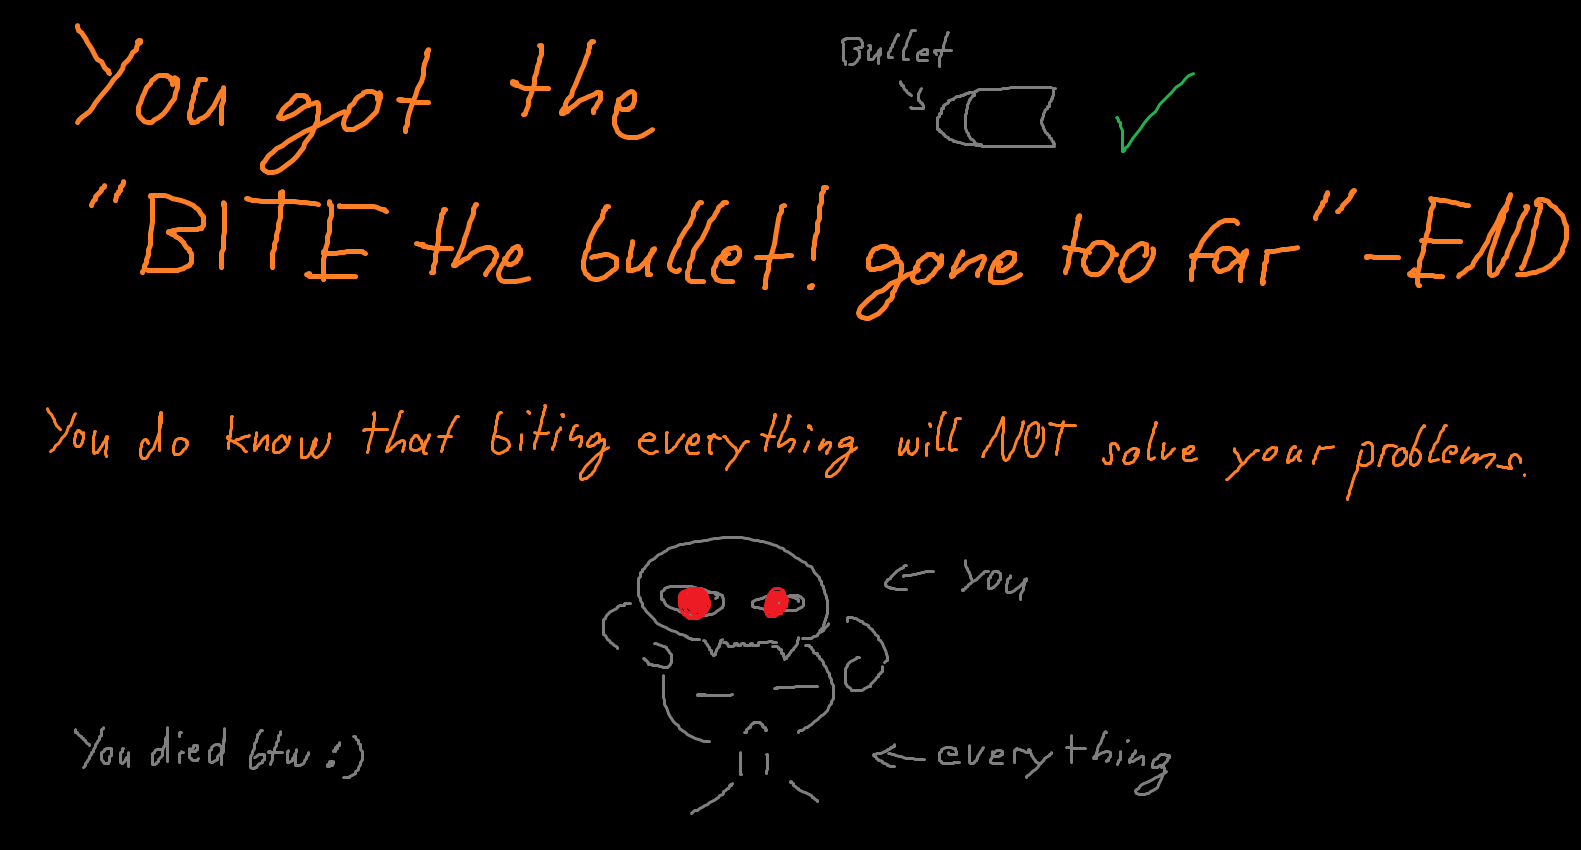 You got the
Bullet
"BITE the bullet! gone too far"-END
You do know that biting everything will NOT solve your problems.
You
You died btw :)
everything